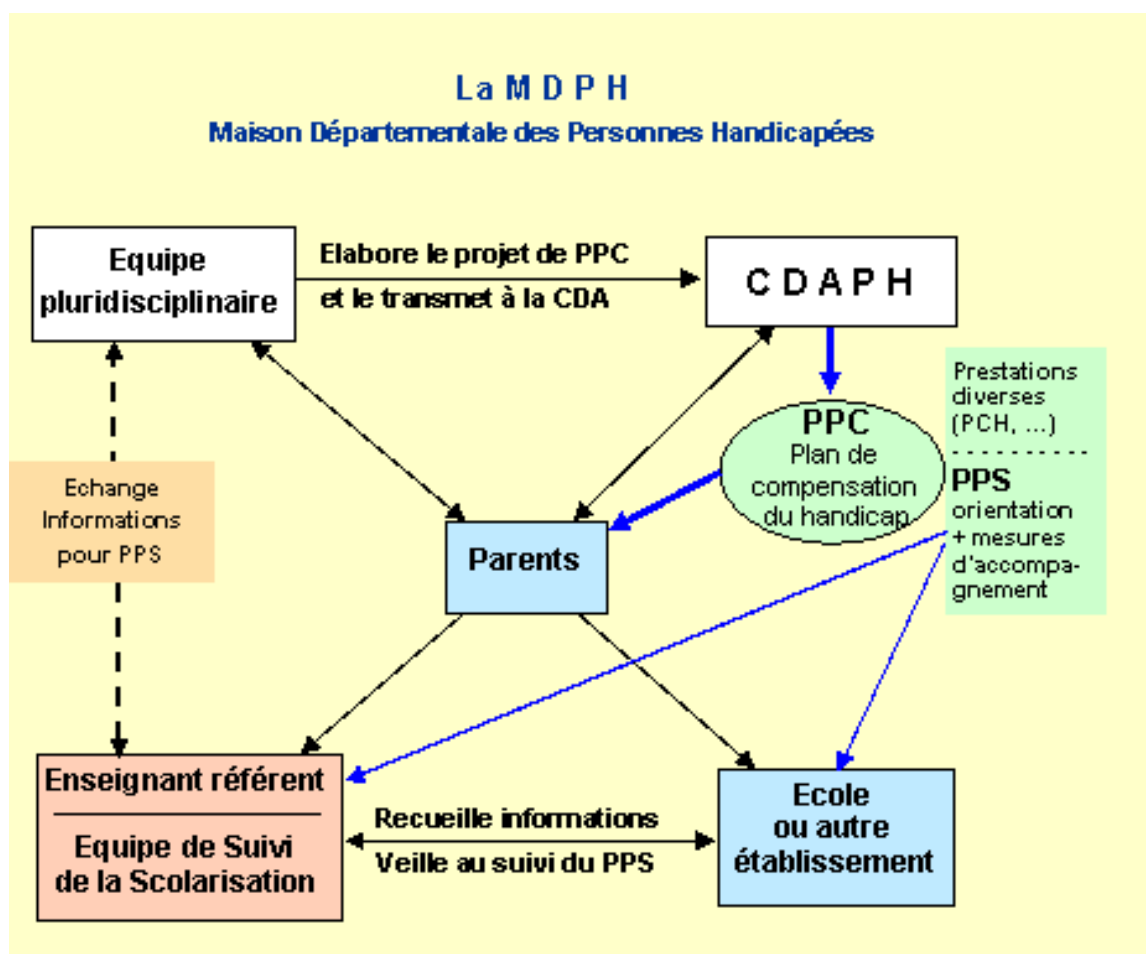 La M D P H
Maison Départementale des Personnes Handicapées
Equipe
pluridisciplinaire
Elabore le projet de PPC
et le transmet à la CDA
C D A P H
Prestations
diverses
(PCH, ...)
PPS
orientation
+ mesures
d'accompa-
gnement
PPC
Plan de
compensation
du handicap
Echange
Informations
pour PPS
Parents
Enseignant référent
Equipe de Suivi
de la Scolarisation
Recueille informations
Veille au suivi du PPS
Ecole
ou autre
établissement